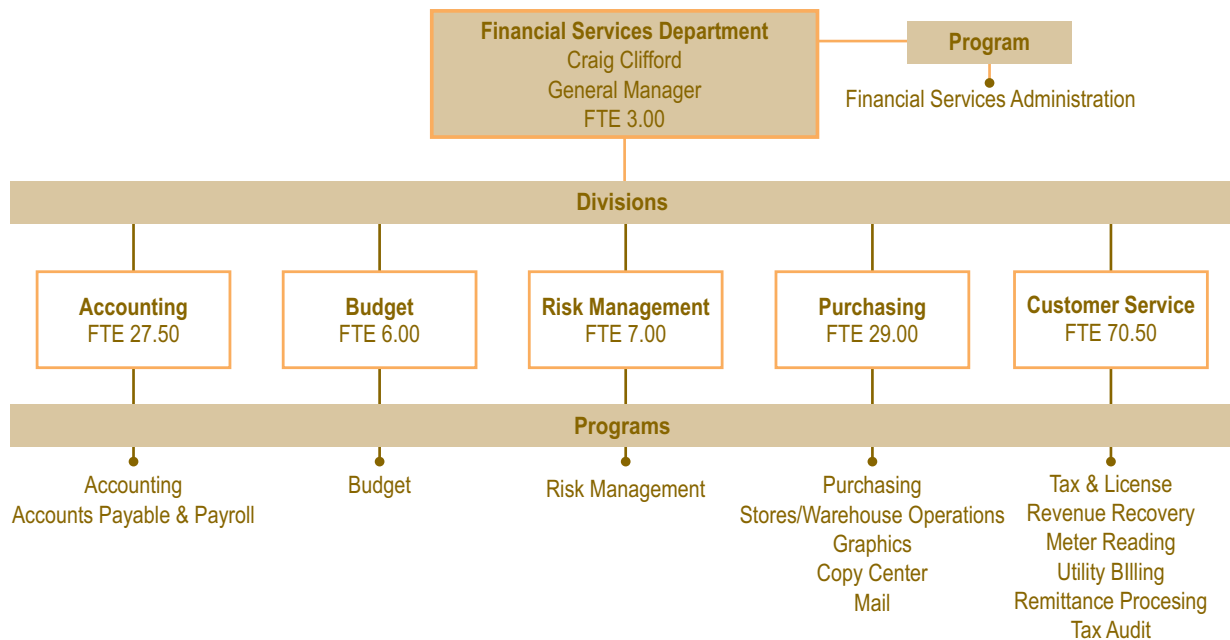 Financial Services Department
Craig Clifford
General Manager
FTE 3.00
Program
Financial Services Administration
Divisions
Accounting
FTE 27.50
Budget
FTE 6.00
Risk Management
FTE 7.00
Purchasing
FTE 29.00
Customer Service
FTE 70.50
Programs
Accounting
Accounts Payable & Payroll
Budget
Risk Management
Purchasing
Stores/Warehouse Operations
Graphics
Copy Center
Mail
Tax & License
Revenue Recovery
Meter Reading
Utility BIlling
Remittance Procesing
Tax Audit